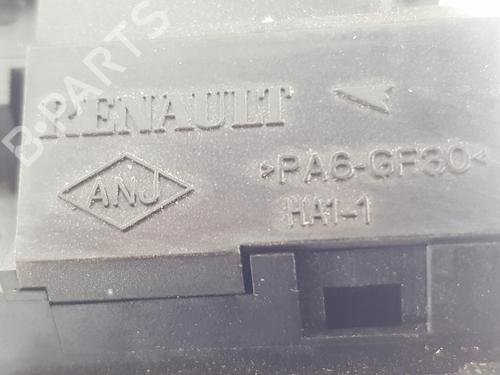 RENAULT
ANJ
>PA6-GF30<
HA1-1
B-PARTS